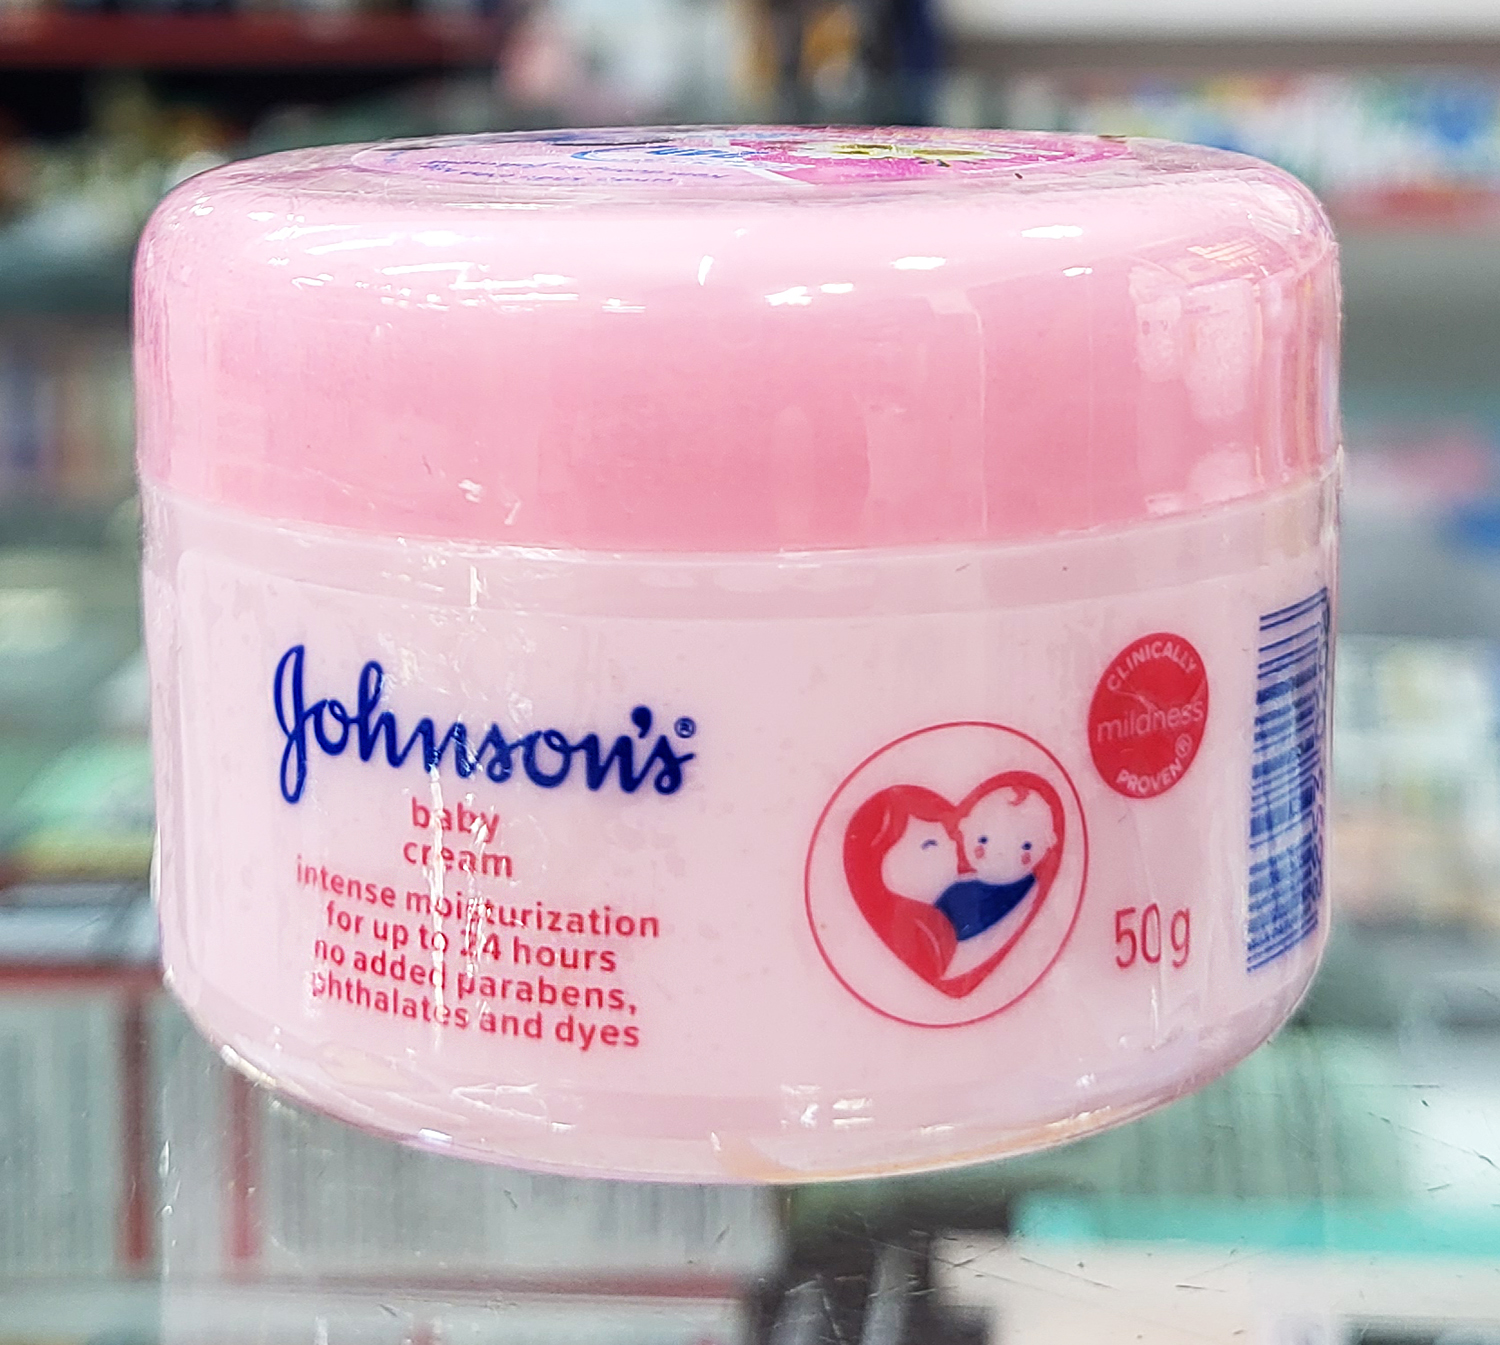 Johnson's®
baby
cream
intense moisturization
for up to 24 hours
no added parabens,
phthalates and dyes
CLINICALLY
mildness
PROVEN®
50g